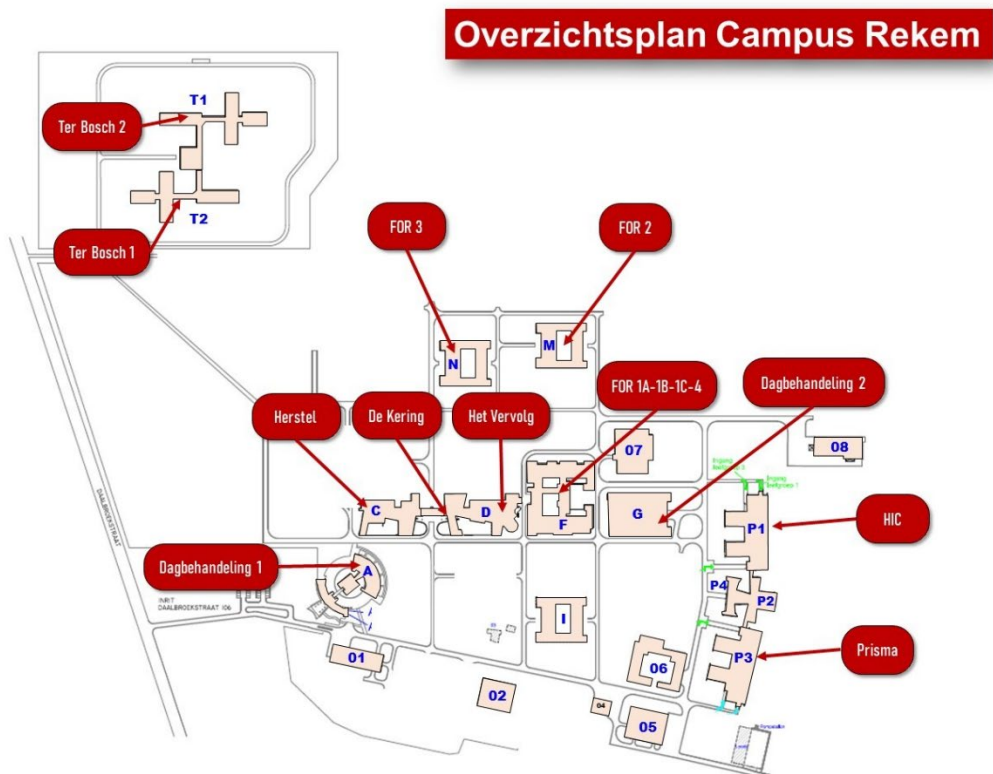 Overzichtsplan Campus Rekem
T1
Ter Bosch 2
T2
Ter Bosch 1
FOR 3
FOR 2
M
N
FOR 1A-1B-1C-4
Dagbehandeling 2
Herstel
De Kering
Het Vervolg
07
08
C
D
F
G
P1
HIC
Dagbehandeling 1
A
P4
P2
DAALBROEKSTRAAT
INRIT
DAALBROEKSTRAAT 106
I
01
06
P3
Prisma
02
04
05